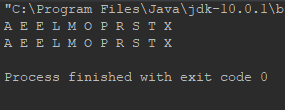 "C:\Program Files\Java\jdk-10.0.1\b
A E E L M O P R S T X
A E E L M O P R S T X
Process finished with exit code 0